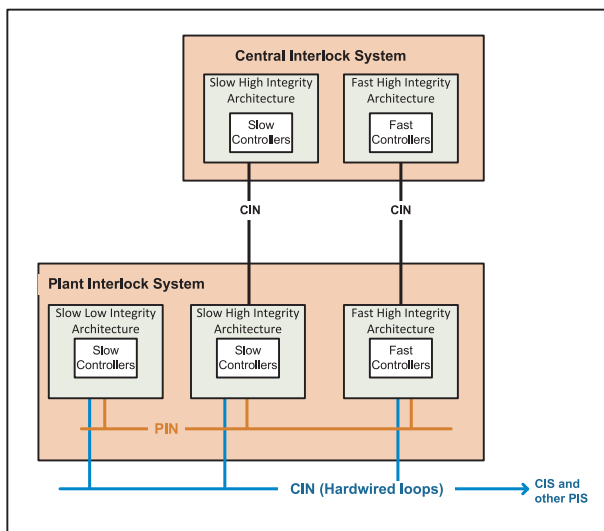 Central Interlock System
Slow High Integrity
Architecture
Slow
Controllers
Fast High Integrity
Architecture
Fast
Controllers
CIN
CIN
Plant Interlock System
Slow Low Integrity
Architecture
Slow
Controllers
Slow High Integrity
Architecture
Slow
Controllers
Fast High Integrity
Architecture
Fast
Controllers
PIN
CIN (Hardwired loops)
CIS and
other PIS